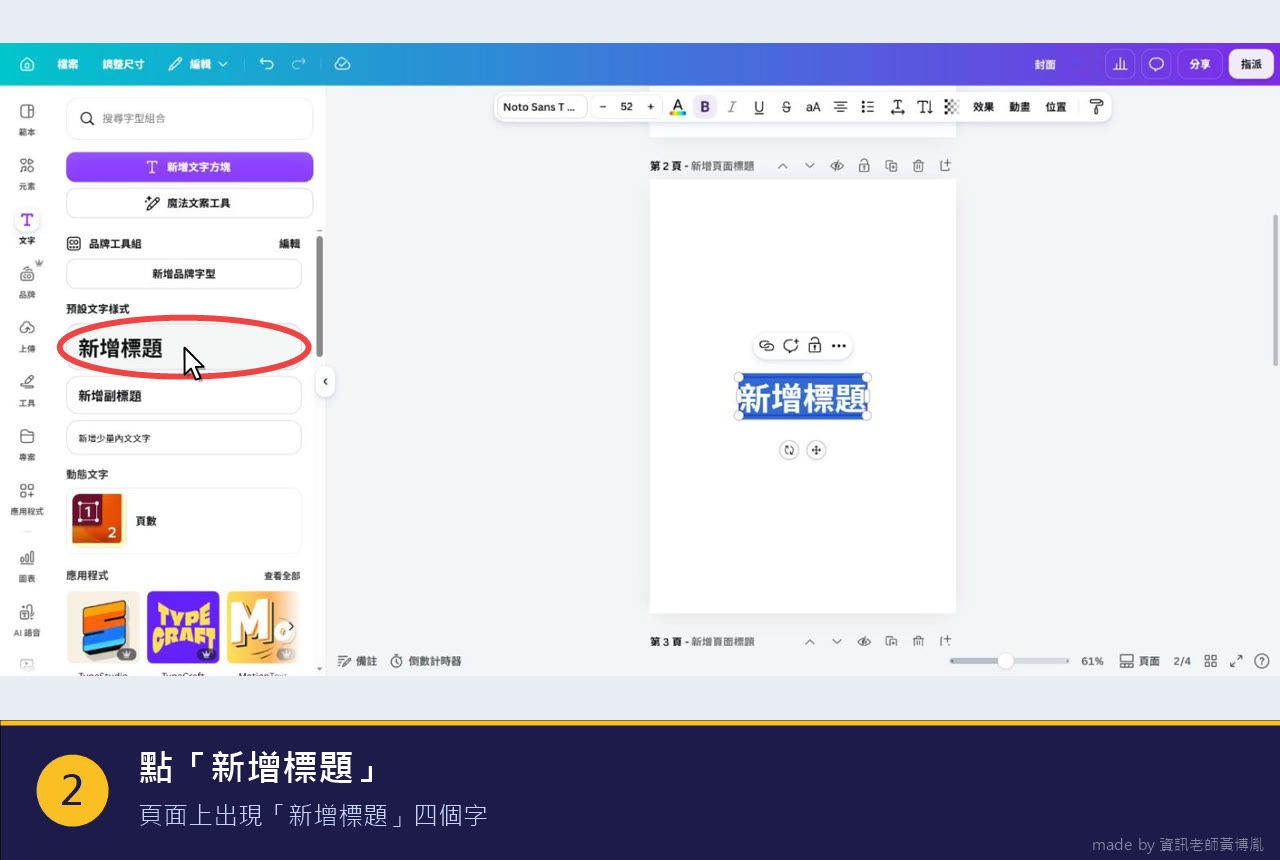 檔案 調整尺寸 編輯 封面 分享 指派
搜尋字型組合
Noto Sans T ... − 52 + A B I U S aA 效果 動畫 位置
範本
元素
文字
品牌
上傳
工具
專案
應用程式
圖表
AI 語音
新增文字方塊
魔法文案工具
品牌工具組 編輯
新增品牌字型
預設文字樣式
新增標題
新增副標題
新增少量內文文字
動態文字
1
2
頁數
應用程式 查看全部
TYPE
CRAFT
Mo
TypeStudio TypeCraft MotionText
第 2 頁 - 新增頁面標題
新增標題
第 3 頁 - 新增頁面標題
備註 倒數計時器 61% 頁面 2/4
2
點「新增標題」
頁面上出現「新增標題」四個字
made by 資訊老師黃博胤